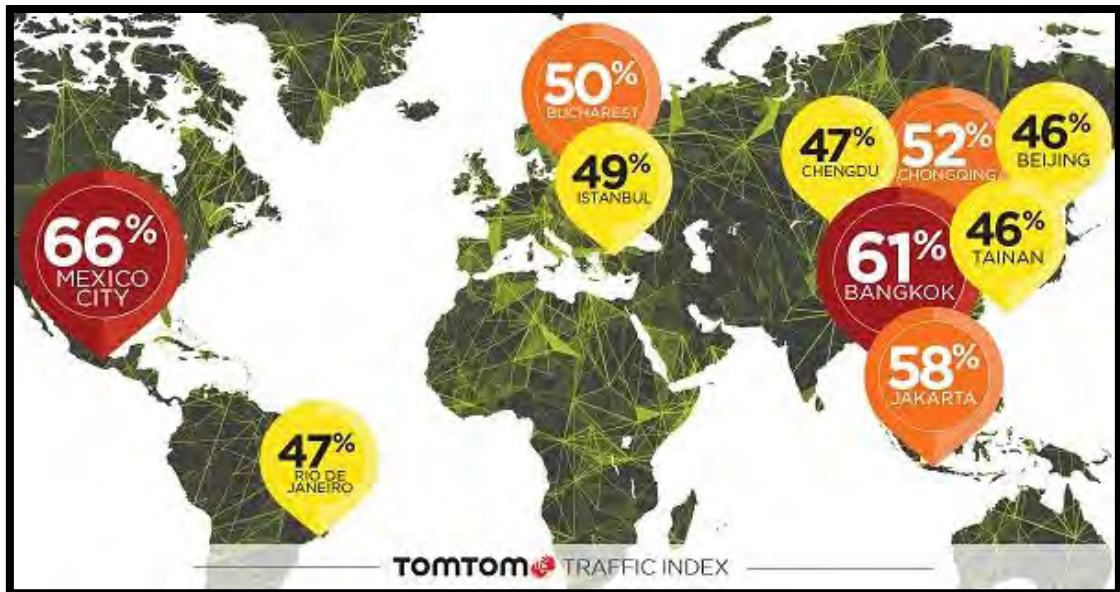 50%
BUCHAREST
49%
ISTANBUL
47%
CHENGDU
52%
CHONGQING
46%
BEIJING
66%
MEXICO
CITY
61%
BANGKOK
46%
TAINAN
58%
JAKARTA
47%
RIO DE
JANEIRO
TOMTOM TRAFFIC INDEX